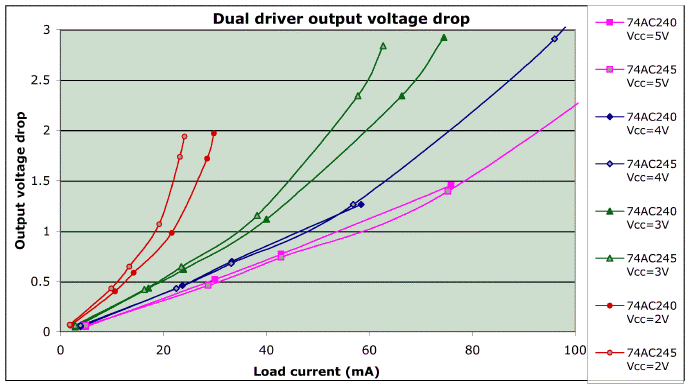 Dual driver output voltage drop
3
2.5
2
1.5
1
0.5
0
Output voltage drop
0 20 40 60 80 100
Load current (mA)
74AC240
Vcc=5V
74AC245
Vcc=5V
74AC240
Vcc=4V
74AC245
Vcc=4V
74AC240
Vcc=3V
74AC245
Vcc=3V
74AC240
Vcc=2V
74AC245
Vcc=2V